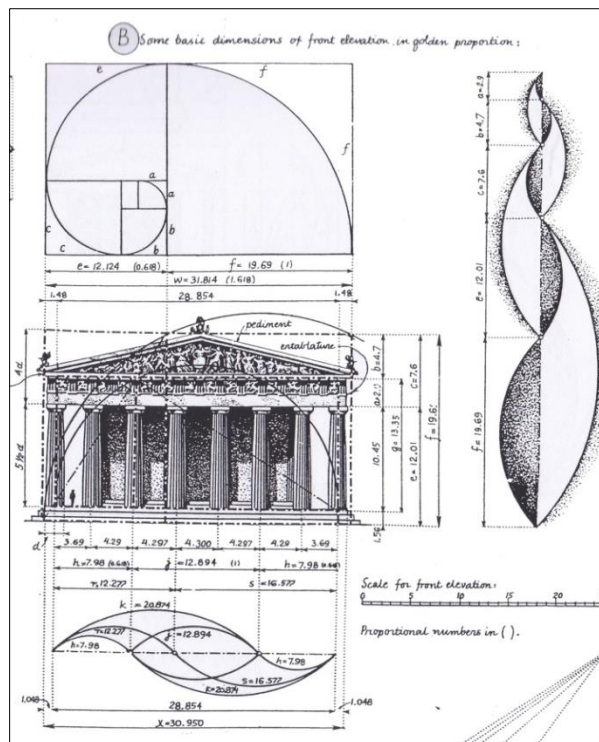 B Some basic dimensions of front elevation in golden proportion:
e
f
f
a
a
b
b
c
c
e = 12.124 (0.618)
f = 19.69 (1)
w = 31.814 (1.618)
1.48
28.854
1.48
pediment
entablature
4d
5½d
b=4.7
c=7.6
10.45
g=13.35
e=12.01
1.56
d
3.69 4.29 4.297 4.300 4.297 4.29 3.69
h=7.98 (0.618)
j=12.894 (1)
h=7.98
r=12.277
s=16.577
k = 20.874
r=12.277
j=12.894
h=7.98
h=7.98
s=16.577
k=20.874
1.048
28.854
1.048
X=30.950
a=2.9
b=4.7
c=7.6
e=12.01
f=19.69
Scale for front elevation:
0 5 10 15 20
Proportional numbers in ( ).